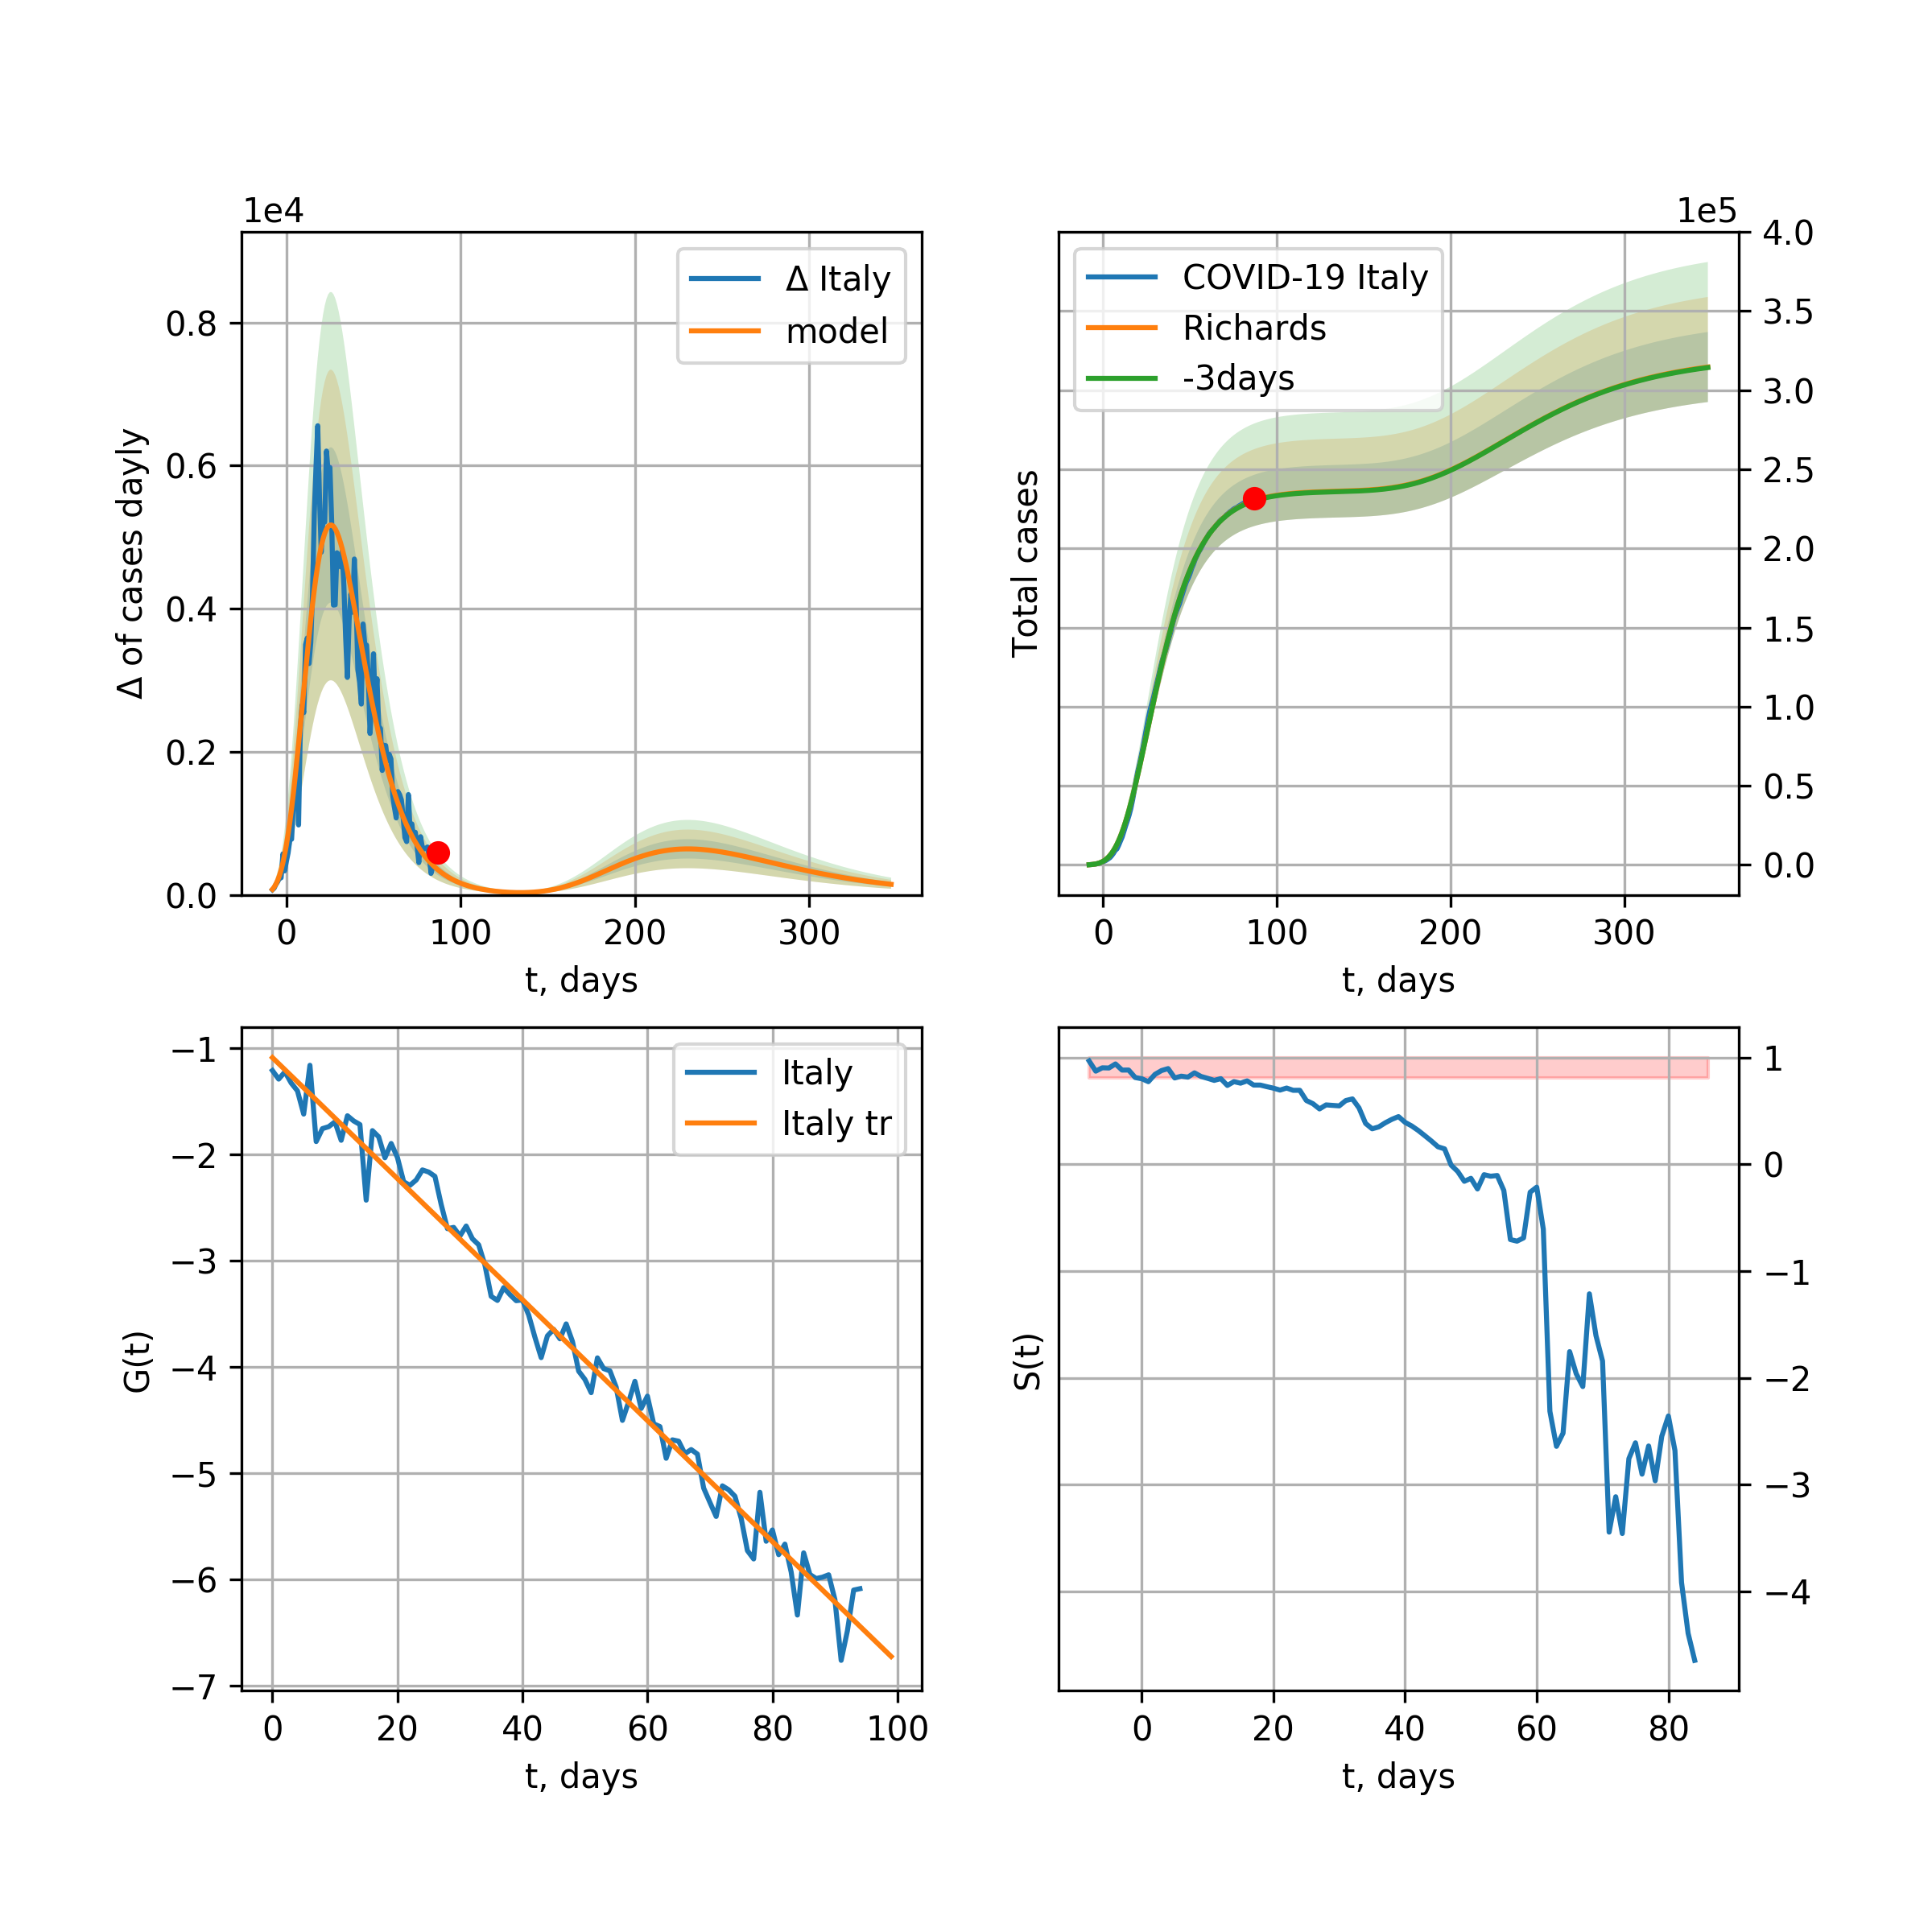 1e4
Δ Italy
model
Δ of cases dayly
0.8
0.6
0.4
0.2
0.0
0 100 200 300
t, days
1e5
COVID-19 Italy
Richards
-3days
Total cases
4.0
3.5
3.0
2.5
2.0
1.5
1.0
0.5
0.0
0 100 200 300
t, days
Italy
Italy tr
G(t)
−1
−2
−3
−4
−5
−6
−7
0 20 40 60 80 100
t, days
S(t)
1
0
−1
−2
−3
−4
0 20 40 60 80
t, days